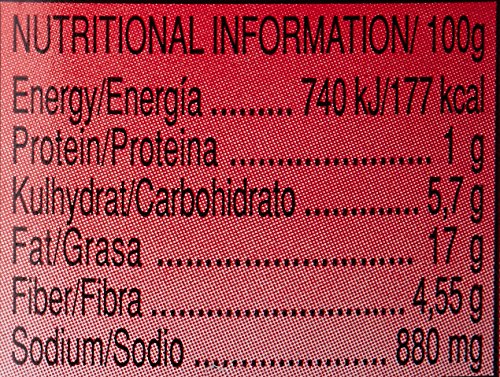 NUTRITIONAL INFORMATION/ 100g
Energy/Energía ......... 740 kJ/177 kcal
Protein/Proteina ..................... 1 g
Kulhydrat/Carbohidrato ............ 5,7 g
Fat/Grasa ........................... 17 g
Fiber/Fibra .......................... 4,55 g
Sodium/Sodio .................... 880 mg